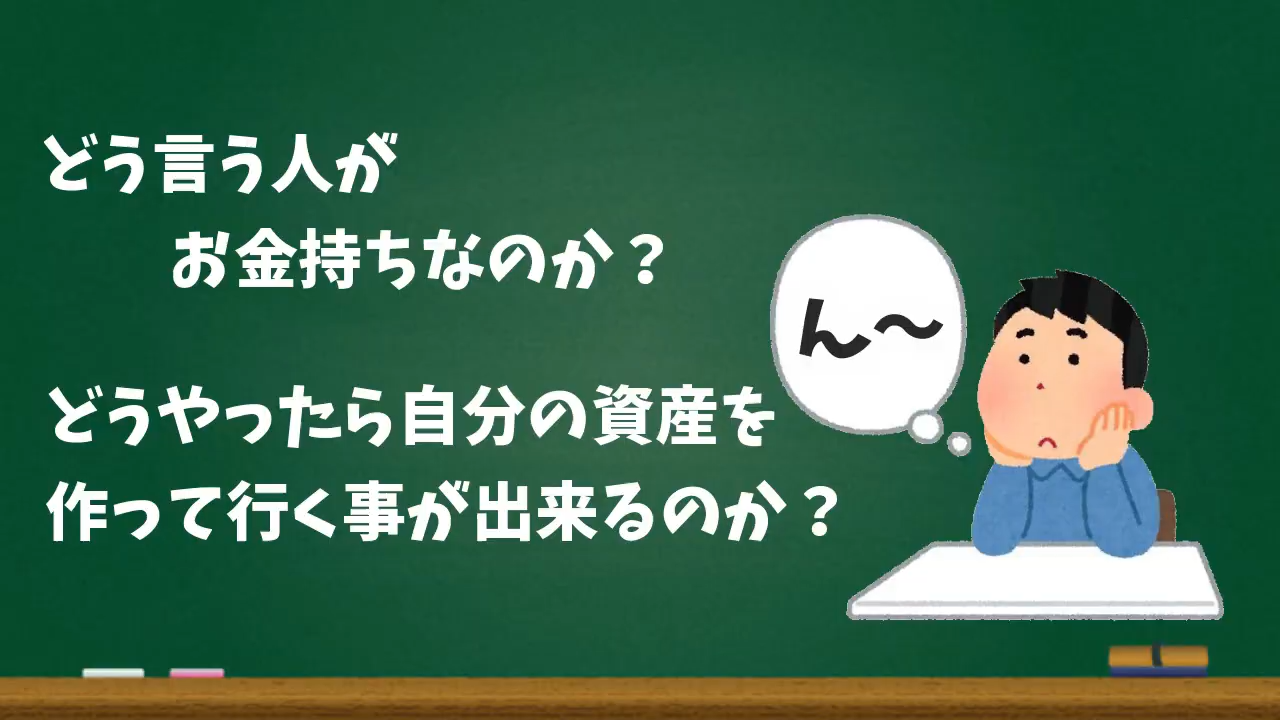 どう言う人が
お金持ちなのか？
ん〜
どうやったら自分の資産を
作って行く事が出来るのか？